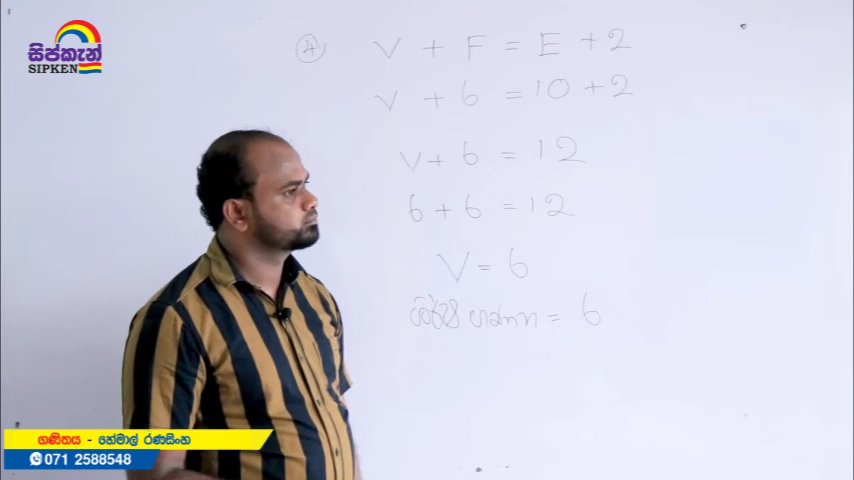 සිප්කැන්
SIPKEN
④ V + F = E + 2
V + 6 = 10 + 2
V + 6 = 12
6 + 6 = 12
V = 6
ශීර්ෂ ගණන = 6
ගණිතය - හේමාල් රණසිංහ
071 2588548